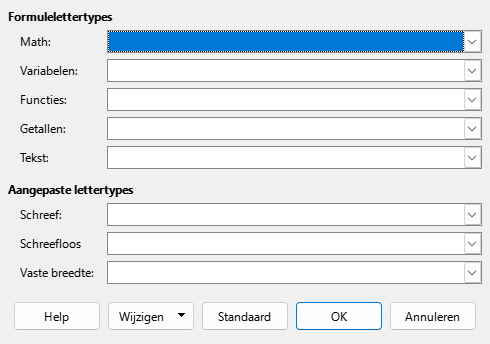 Formulelettertypes
Math:
Variabelen:
Functies:
Getallen:
Tekst:
Aangepaste lettertypes
Schreef:
Schreefloos
Vaste breedte:
Help Wijzigen Standaard OK Annuleren